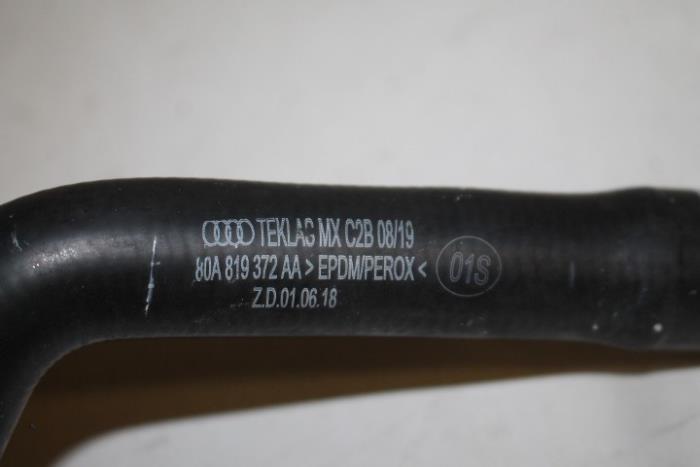 TEKLAS MX C2B 08/19
80A 819 372 AA > EPDM/PEROX <
01S
Z.D.01.06.18